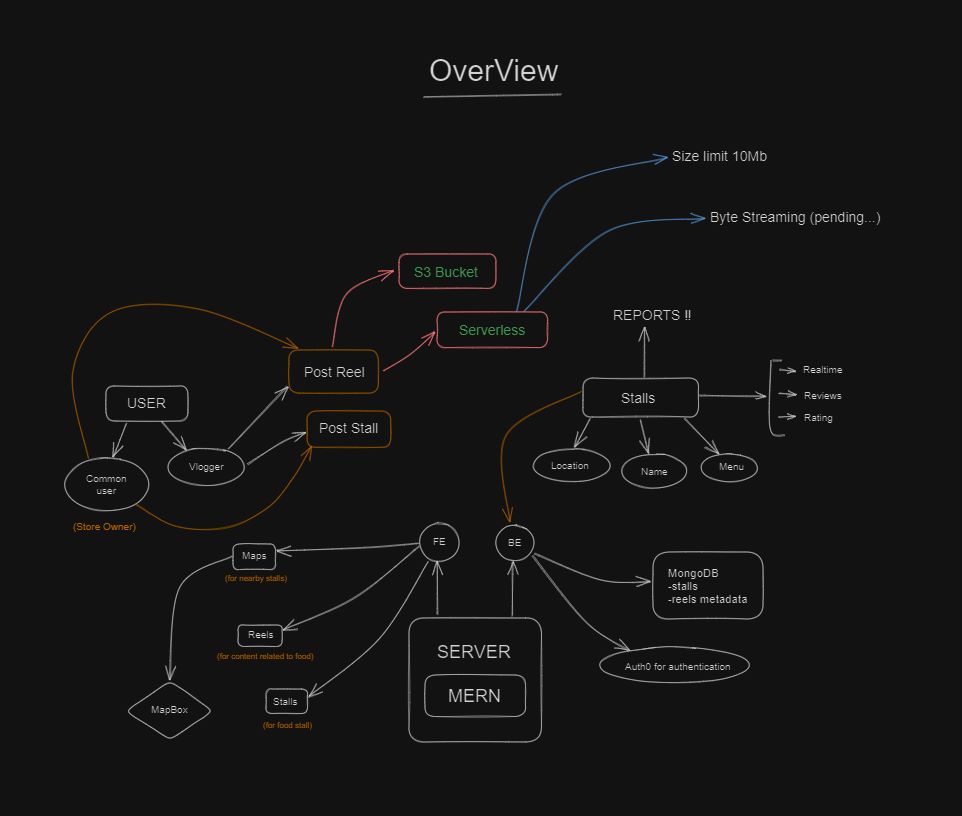 OverView
Size limit 10Mb
Byte Streaming (pending...)
S3 Bucket
Serverless
REPORTS !!
Post Reel
Realtime
USER
Stalls
Reviews
Rating
Post Stall
Vlogger
Location
Name
Menu
Common
user
(Store Owner)
FE
BE
Maps
(for nearby stalls)
MongoDB
-stalls
-reels metadata
Reels
(for content related to food)
SERVER
Auth0 for authentication
MERN
Stalls
(for food stall)
MapBox